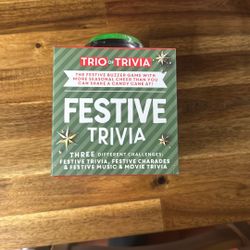 TRIO OF TRIVIA
THE FESTIVE BUZZER GAME WITH
MORE SEASONAL CHEER THAN YOU
CAN SHAKE A CANDY CANE AT!
FESTIVE
TRIVIA
THREE DIFFERENT CHALLENGES:
FESTIVE TRIVIA, FESTIVE CHARADES
& FESTIVE MUSIC & MOVIE TRIVIA